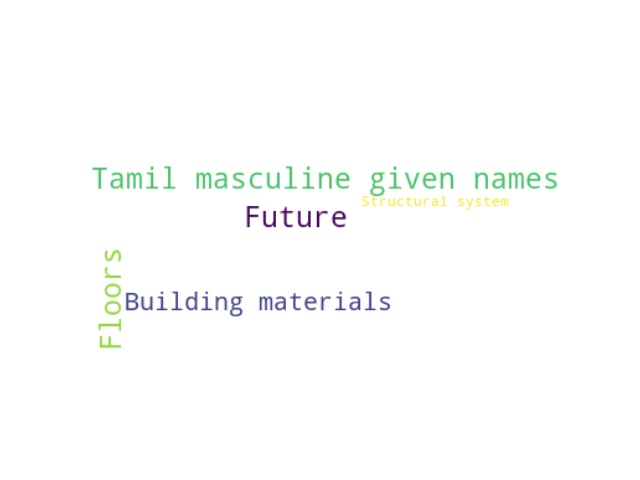 Tamil masculine given names
Structural system
Future
Floors
Building materials